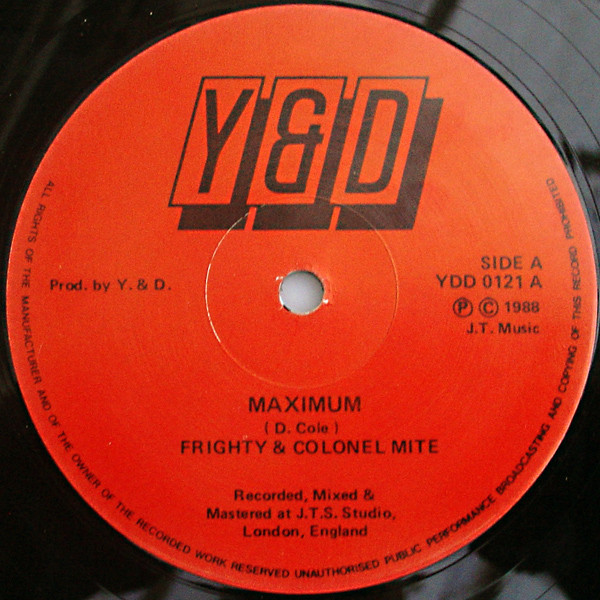 Y&D
SIDE A
YDD 0121 A
Prod. by Y. & D.
Ⓟ © 1988
J.T. Music
MAXIMUM
( D. Cole )
FRIGHTY & COLONEL MITE
Recorded, Mixed &
Mastered at J.T.S. Studio,
London, England
ALL RIGHTS OF THE MANUFACTURER AND OF THE OWNER OF THE RECORDED WORK RESERVED UNAUTHORISED PUBLIC PERFORMANCE BROADCASTING AND COPYING OF THIS RECORD PROHIBITED